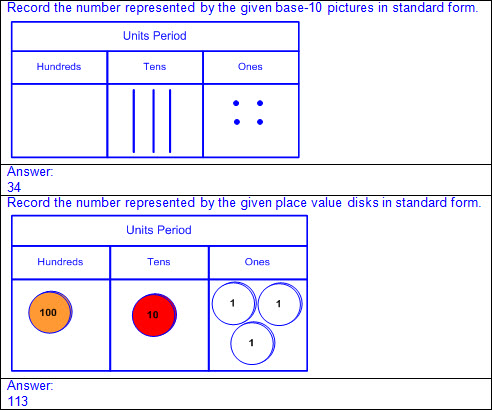 Record the number represented by the given base-10 pictures in standard form.
Units Period
Hundreds Tens Ones
Answer:
34
Record the number represented by the given place value disks in standard form.
Units Period
Hundreds Tens Ones
1 1
100 10
1
Answer:
113